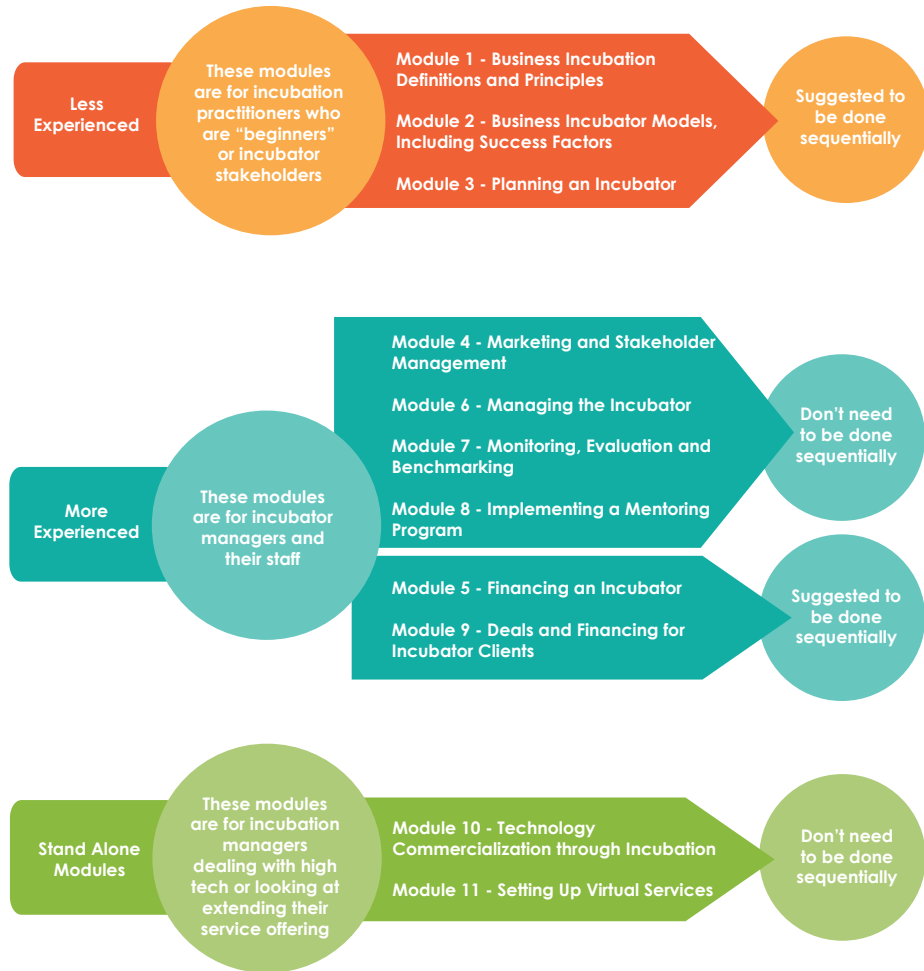 Less
Experienced
These modules
are for incubation
practitioners who
are “beginners”
or incubator
stakeholders
Module 1 - Business Incubation
Definitions and Principles
Module 2 - Business Incubator Models,
Including Success Factors
Module 3 - Planning an Incubator
Suggested to
be done
sequentially
More
Experienced
These modules
are for incubator
managers and
their staff
Module 4 - Marketing and Stakeholder
Management
Module 6 - Managing the Incubator
Module 7 - Monitoring, Evaluation and
Benchmarking
Module 8 - Implementing a Mentoring
Program
Don’t need
to be done
sequentially
Module 5 - Financing an Incubator
Module 9 - Deals and Financing for
Incubator Clients
Suggested to
be done
sequentially
Stand Alone
Modules
These modules
are for incubation
managers
dealing with high
tech or looking at
extending their
service offering
Module 10 - Technology
Commercialization through Incubation
Module 11 - Setting Up Virtual Services
Don’t need
to be done
sequentially